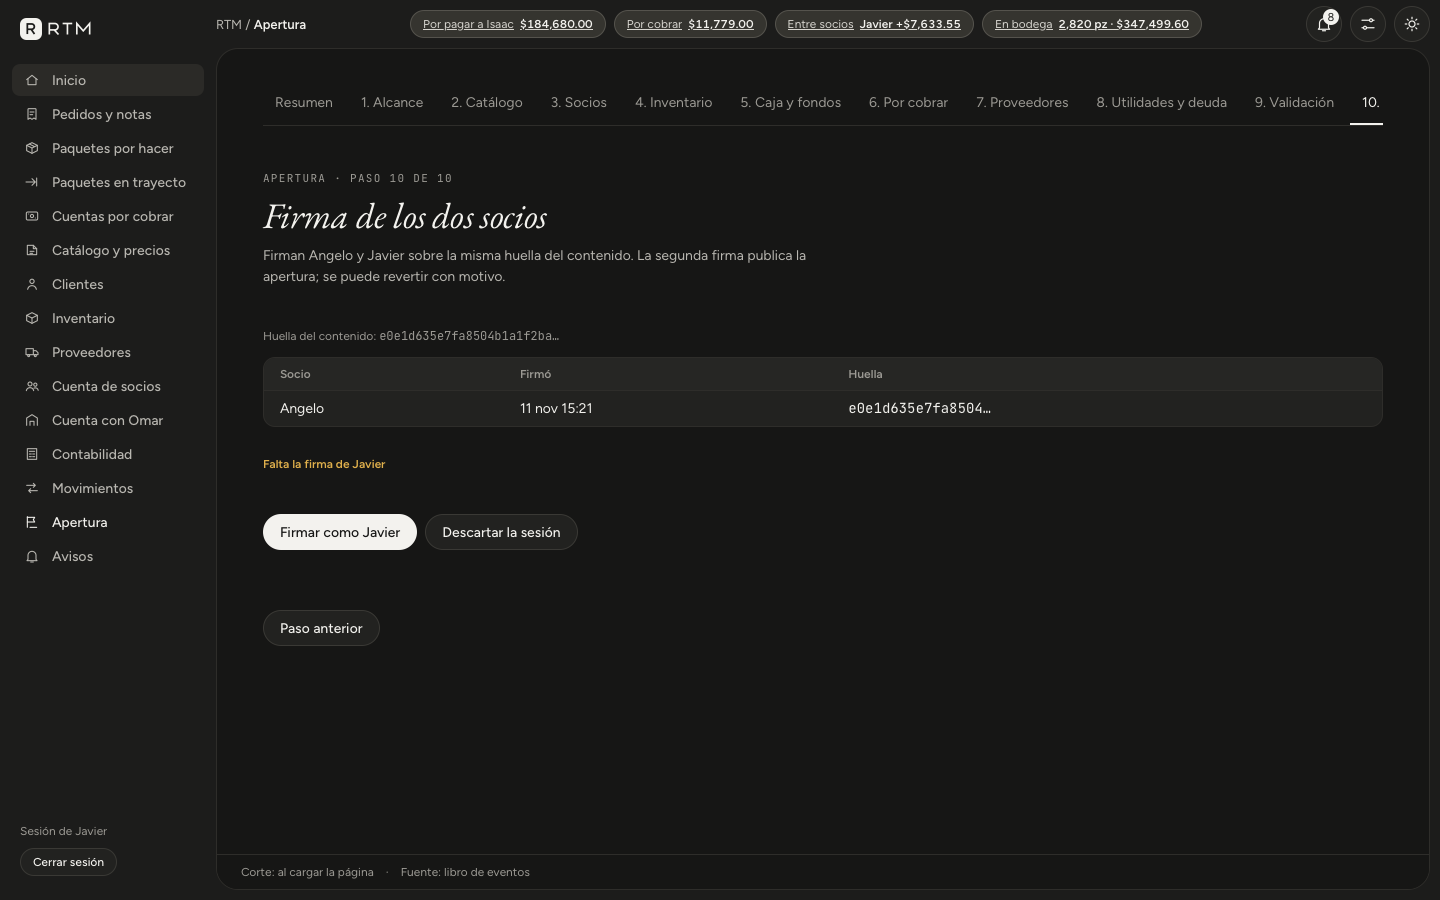 R RTM
RTM / Apertura
Por pagar a Isaac $184,680.00
Por cobrar $11,779.00
Entre socios Javier +$7,633.55
En bodega 2,820 pz · $347,499.60
8
Inicio
Pedidos y notas
Paquetes por hacer
Paquetes en trayecto
Cuentas por cobrar
Catálogo y precios
Clientes
Inventario
Proveedores
Cuenta de socios
Cuenta con Omar
Contabilidad
Movimientos
Apertura
Avisos
Sesión de Javier
Cerrar sesión
Resumen 1. Alcance 2. Catálogo 3. Socios 4. Inventario 5. Caja y fondos 6. Por cobrar 7. Proveedores 8. Utilidades y deuda 9. Validación 10.
APERTURA · PASO 10 DE 10
Firma de los dos socios
Firman Angelo y Javier sobre la misma huella del contenido. La segunda firma publica la
apertura; se puede revertir con motivo.
Huella del contenido: e0e1d635e7fa8504b1a1f2ba…
Socio Firmó Huella
Angelo 11 nov 15:21 e0e1d635e7fa8504…
Falta la firma de Javier
Firmar como Javier Descartar la sesión
Paso anterior
Corte: al cargar la página · Fuente: libro de eventos